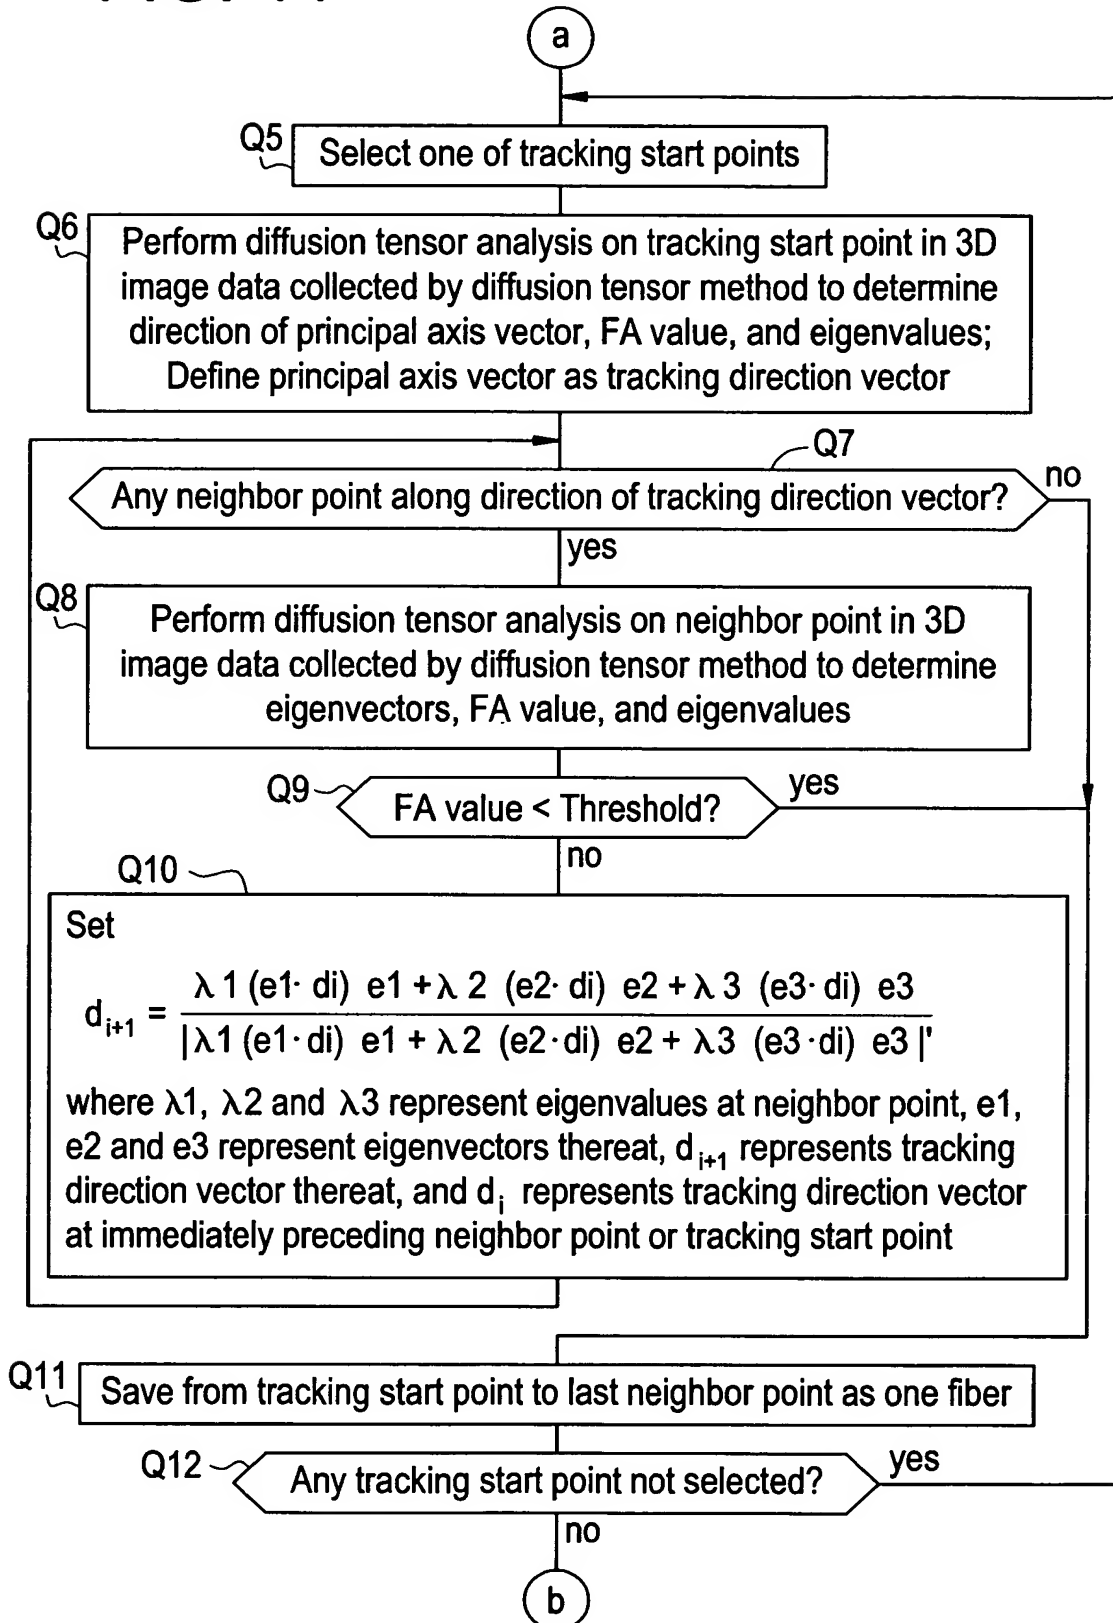 a
Q5
Select one of tracking start points
Q6
Perform diffusion tensor analysis on tracking start point in 3D
image data collected by diffusion tensor method to determine
direction of principal axis vector, FA value, and eigenvalues;
Define principal axis vector as tracking direction vector
Q7
Any neighbor point along direction of tracking direction vector?
no
yes
Q8
Perform diffusion tensor analysis on neighbor point in 3D
image data collected by diffusion tensor method to determine
eigenvectors, FA value, and eigenvalues
Q9
FA value < Threshold?
yes
no
Q10
Set
d_{i+1} = \frac{λ1 (e1· di) e1 + λ2 (e2· di) e2 + λ3 (e3· di) e3}{|λ1 (e1·di) e1 + λ2 (e2·di) e2 + λ3 (e3·di) e3|'}
where λ1, λ2 and λ3 represent eigenvalues at neighbor point, e1,
e2 and e3 represent eigenvectors thereat, d_{i+1} represents tracking
direction vector thereat, and d_i represents tracking direction vector
at immediately preceding neighbor point or tracking start point
Q11
Save from tracking start point to last neighbor point as one fiber
Q12
Any tracking start point not selected?
yes
no
b